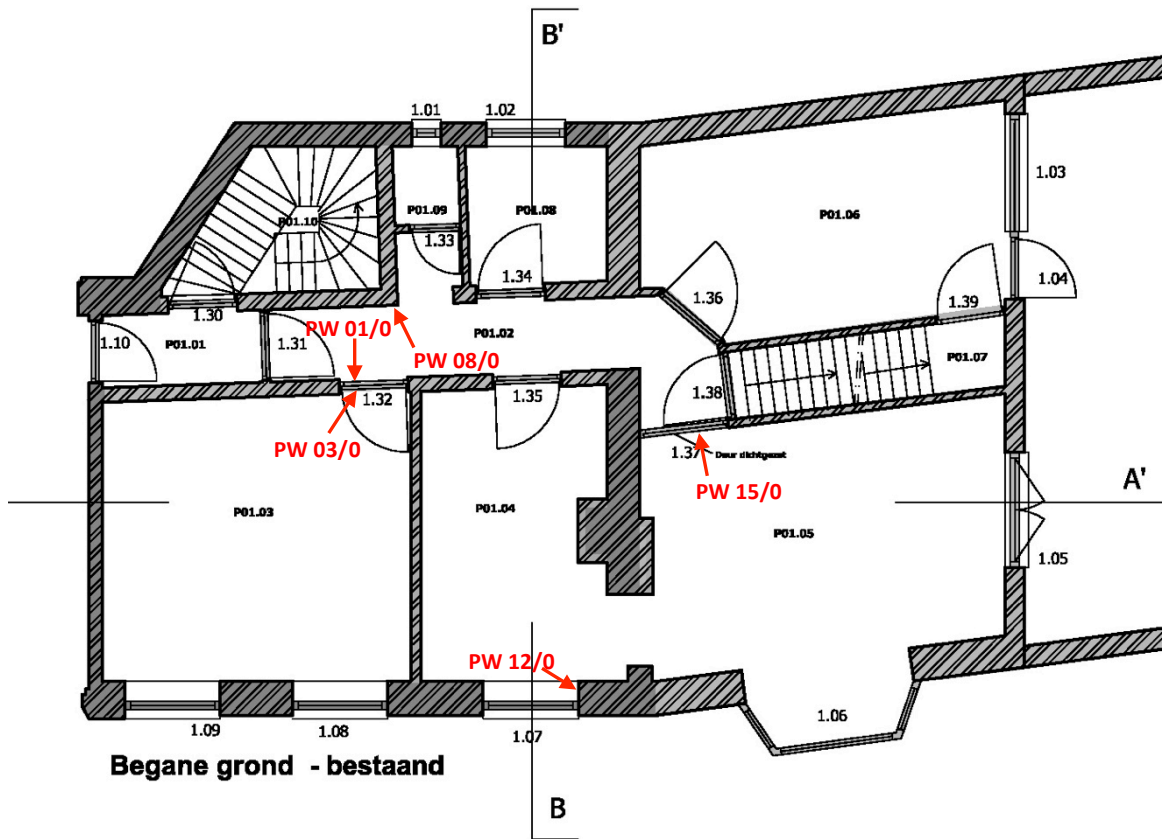 B'
1.01
1.02
1.03
P01.09
P01.08
P01.06
P01.10
1.33
1.34
1.36
1.39
1.04
1.30
1.10
P01.01
1.31
PW 01/0
P01.02
PW 08/0
P01.07
1.32
1.35
1.38
PW 03/0
1.37
Deur dichtgezet
PW 15/0
A'
P01.03
P01.04
P01.05
1.05
PW 12/0
1.09
1.08
1.07
1.06
Begane grond - bestaand
B